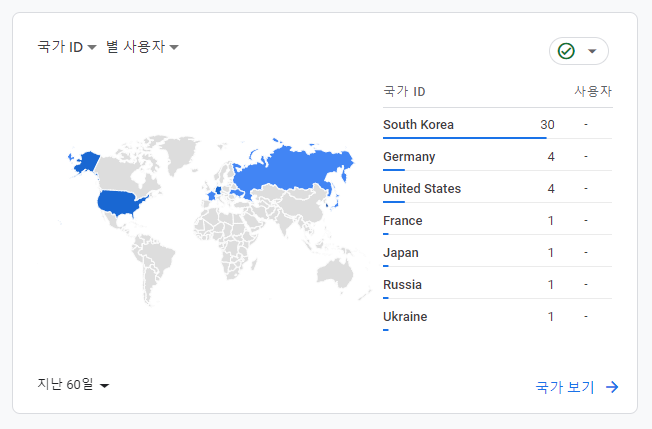 국가 ID 별 사용자
국가 ID 사용자
South Korea 30 -
Germany 4 -
United States 4 -
France 1 -
Japan 1 -
Russia 1 -
Ukraine 1 -
지난 60일
국가 보기